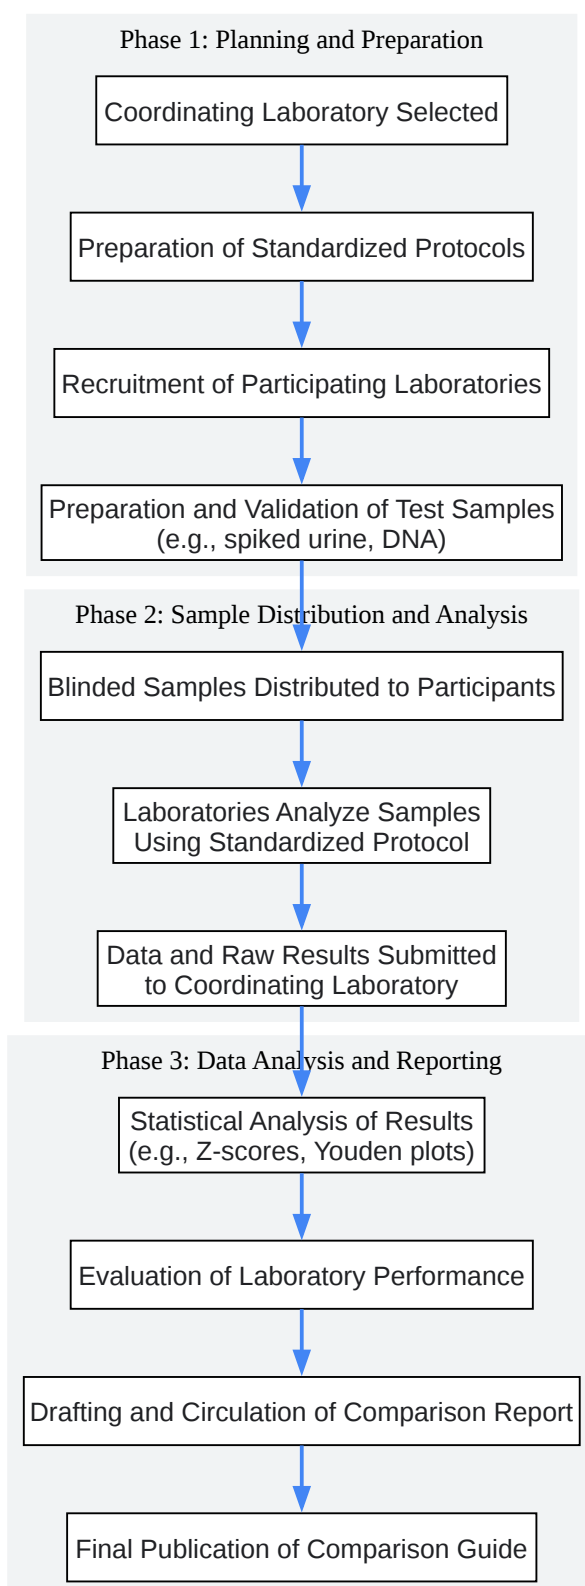 Phase 1: Planning and Preparation
Coordinating Laboratory Selected
Preparation of Standardized Protocols
Recruitment of Participating Laboratories
Preparation and Validation of Test Samples
(e.g., spiked urine, DNA)
Phase 2: Sample Distribution and Analysis
Blinded Samples Distributed to Participants
Laboratories Analyze Samples
Using Standardized Protocol
Data and Raw Results Submitted
to Coordinating Laboratory
Phase 3: Data Analysis and Reporting
Statistical Analysis of Results
(e.g., Z-scores, Youden plots)
Evaluation of Laboratory Performance
Drafting and Circulation of Comparison Report
Final Publication of Comparison Guide